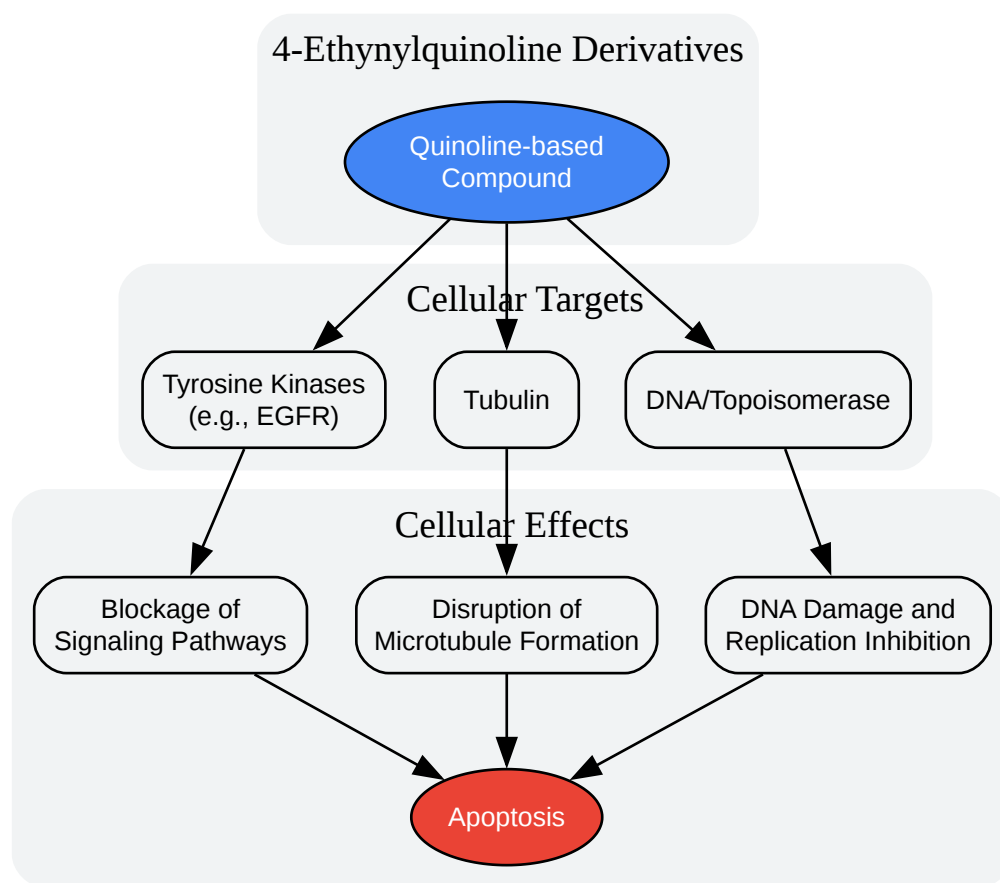 4-Ethynylquinoline Derivatives
Quinoline-based
Compound
Cellular Targets
Tyrosine Kinases
(e.g., EGFR)
Tubulin
DNA/Topoisomerase
Cellular Effects
Blockage of
Signaling Pathways
Disruption of
Microtubule Formation
DNA Damage and
Replication Inhibition
Apoptosis